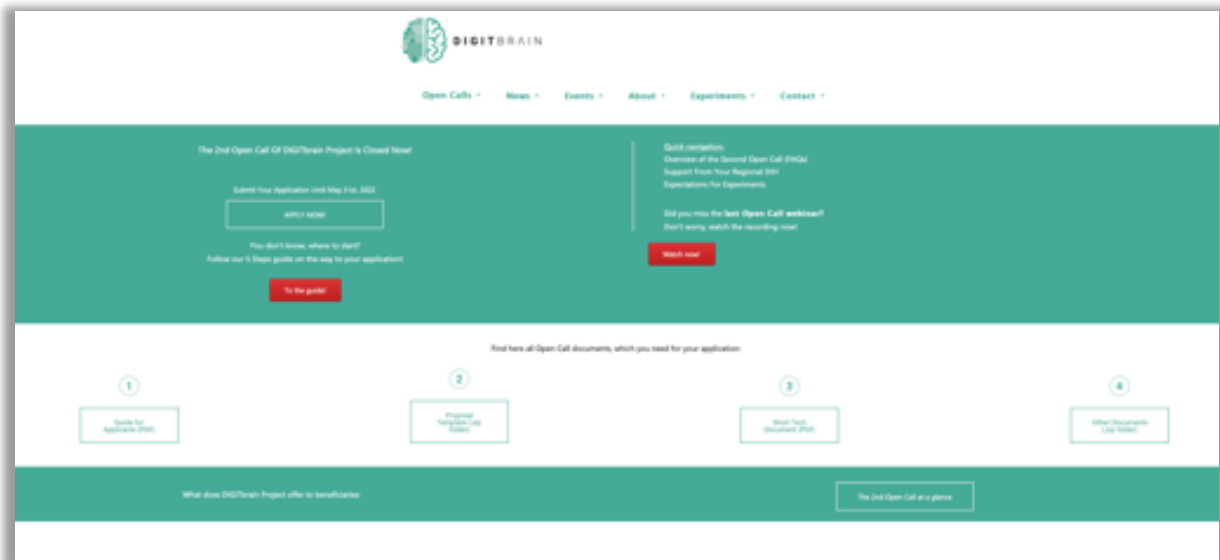 DIGITBRAIN
Open Calls
News
Events
About
Experiments
Contact
The 2nd Open Call Of DIGITbrain Project Is Closed Now!
Submit Your Application Until May 31st, 2022.
APPLY NOW!
You don't know, where to start?
Follow our 5 Steps guide on the way to your application!
To the guide!
Quick navigation:
Overview of the Second Open Call (FAQs)
Support From Your Regional DIH
Expectations For Experiments
Did you miss the last Open Call webinar?
Don't worry, watch the recording now!
Watch now!
Find here all Open Call documents, which you need for your application:
1
Guide for
Applicants (PDF)
2
Proposal
Template (zip
folder)
3
Short Tech
Document (PDF)
4
Other Documents
(zip folder)
What does DIGITbrain Project offer to beneficiaries:
The 2nd Open Call at a glance